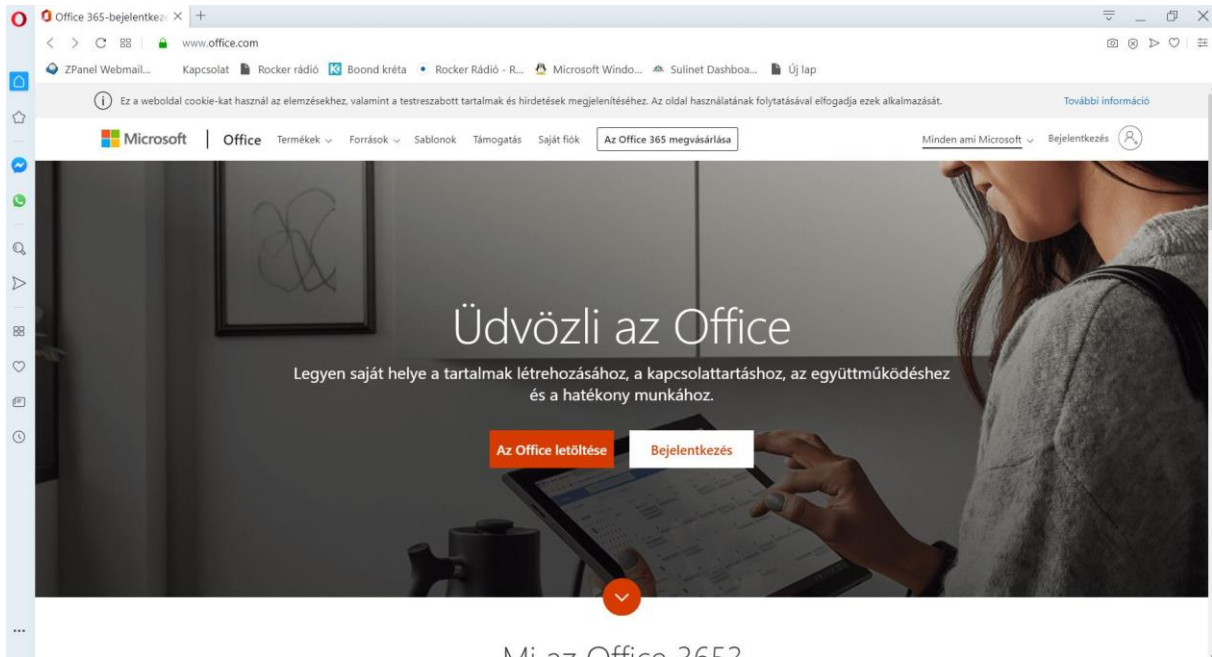 Office 365-bejelentkez
www.office.com
ZPanel Webmail... Kapcsolat Rocker rádió Boond kréta Rocker Rádió - R... Microsoft Windo... Sulinet Dashboa... Új lap
Ez a weboldal cookie-kat használ az elemzésekhez, valamint a testreszabott tartalmak és hirdetések megjelenítéséhez. Az oldal használatának folytatásával elfogadja ezek alkalmazását. További információ
Microsoft Office Termékek Források Sablonok Támogatás Saját fiók Az Office 365 megvásárlása Minden ami Microsoft Bejelentkezés
Üdvözli az Office
Legyen saját helye a tartalmak létrehozásához, a kapcsolattartáshoz, az együttműködéshez
és a hatékony munkához.
Az Office letöltése Bejelentkezés
Mi az Office 365?